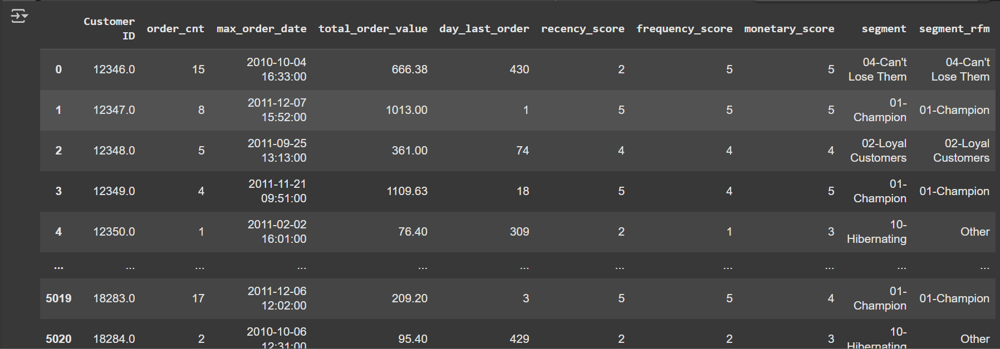 Customer ID order_cnt max_order_date total_order_value day_last_order recency_score frequency_score monetary_score segment segment_rfm
0 12346.0 15 2010-10-04 16:33:00 666.38 430 2 5 5 04-Can't Lose Them 04-Can't Lose Them
1 12347.0 8 2011-12-07 15:52:00 1013.00 1 5 5 5 01-Champion 01-Champion
2 12348.0 5 2011-09-25 13:13:00 361.00 74 4 4 4 02-Loyal Customers 02-Loyal Customers
3 12349.0 4 2011-11-21 09:51:00 1109.63 18 5 4 5 01-Champion 01-Champion
4 12350.0 1 2011-02-02 16:01:00 76.40 309 2 1 3 10-Hibernating Other
... ... ... ... ... ... ... ... ... ... ...
5019 18283.0 17 2011-12-06 12:02:00 209.20 3 5 5 4 01-Champion 01-Champion
5020 18284.0 2 2010-10-06 12:31:00 95.40 429 2 2 3 10-Hibernating Other